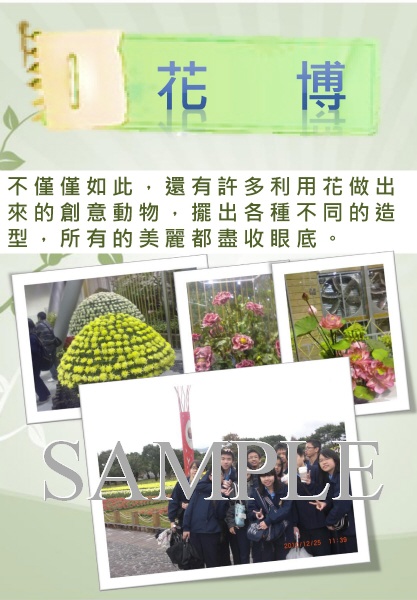 花 博
不僅僅如此，還有許多利用花做出
來的創意動物，擺出各種不同的造
型，所有的美麗都盡收眼底。
SAMPLE